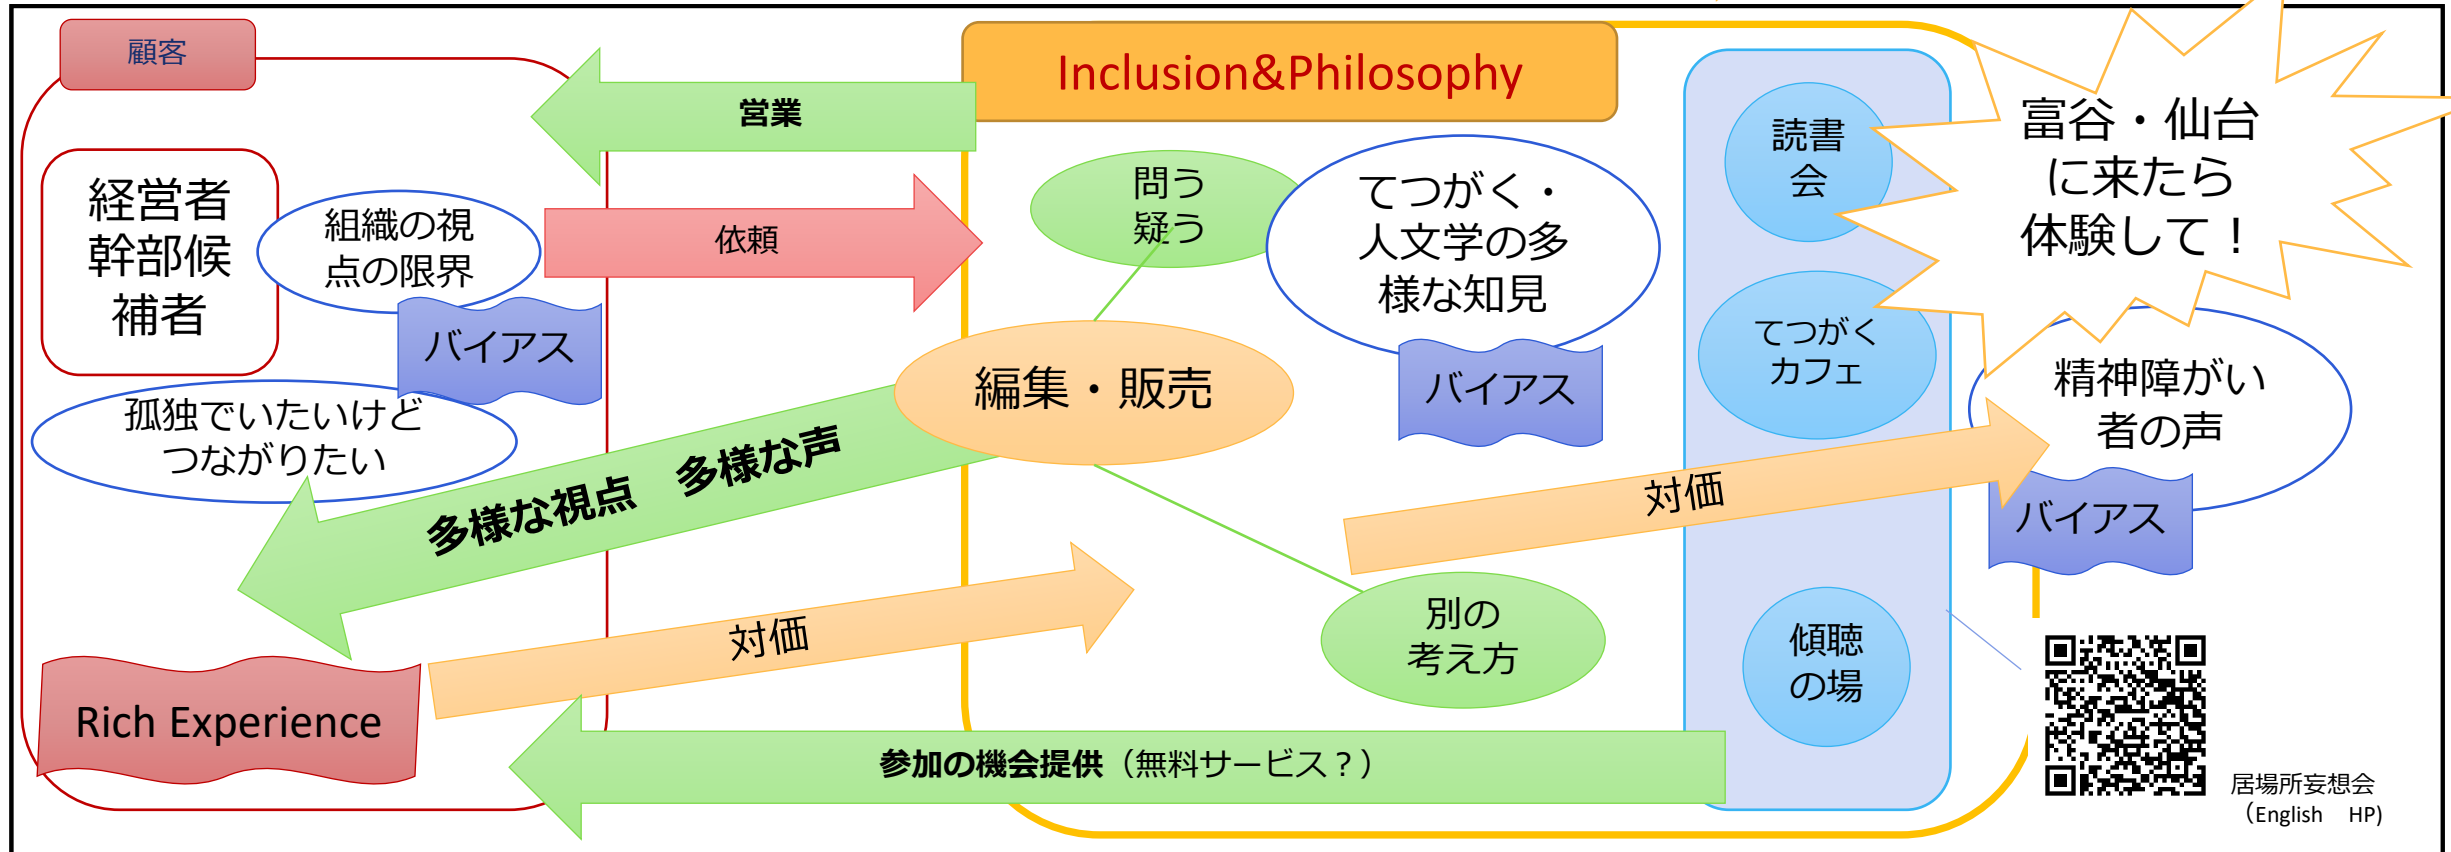 顧客
経営者
幹部候
補者
組織の視
点の限界
バイアス
孤独でいたいけど
つながりたい
Rich Experience
営業
依頼
多様な視点　多様な声
対価
参加の機会提供（無料サービス？）
Inclusion&Philosophy
問う
疑う
てつがく・
人文学の多
様な知見
バイアス
編集・販売
別の
考え方
対価
読書
会
てつがく
カフェ
傾聴
の場
富谷・仙台
に来たら
体験して！
精神障がい
者の声
バイアス
居場所妄想会
（English　HP)